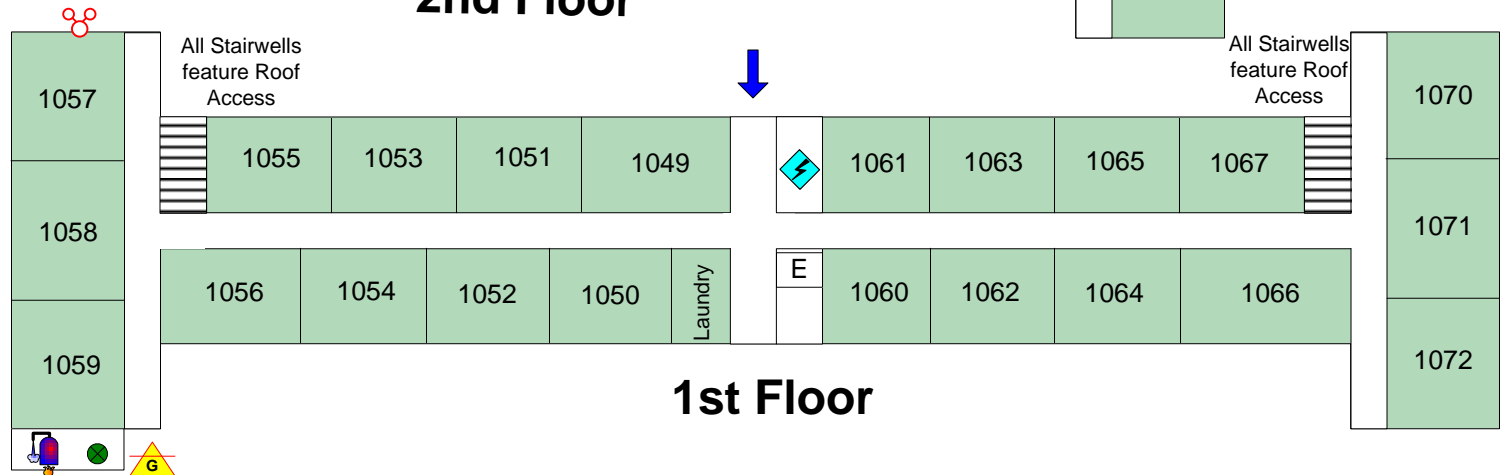 2nd Floor
All Stairwells
feature Roof
Access
All Stairwells
feature Roof
Access
1057
1070
1055
1053
1051
1049
1061
1063
1065
1067
1058
1071
E
1056
1054
1052
1050
Laundry
1060
1062
1064
1066
1059
1072
1st Floor
G